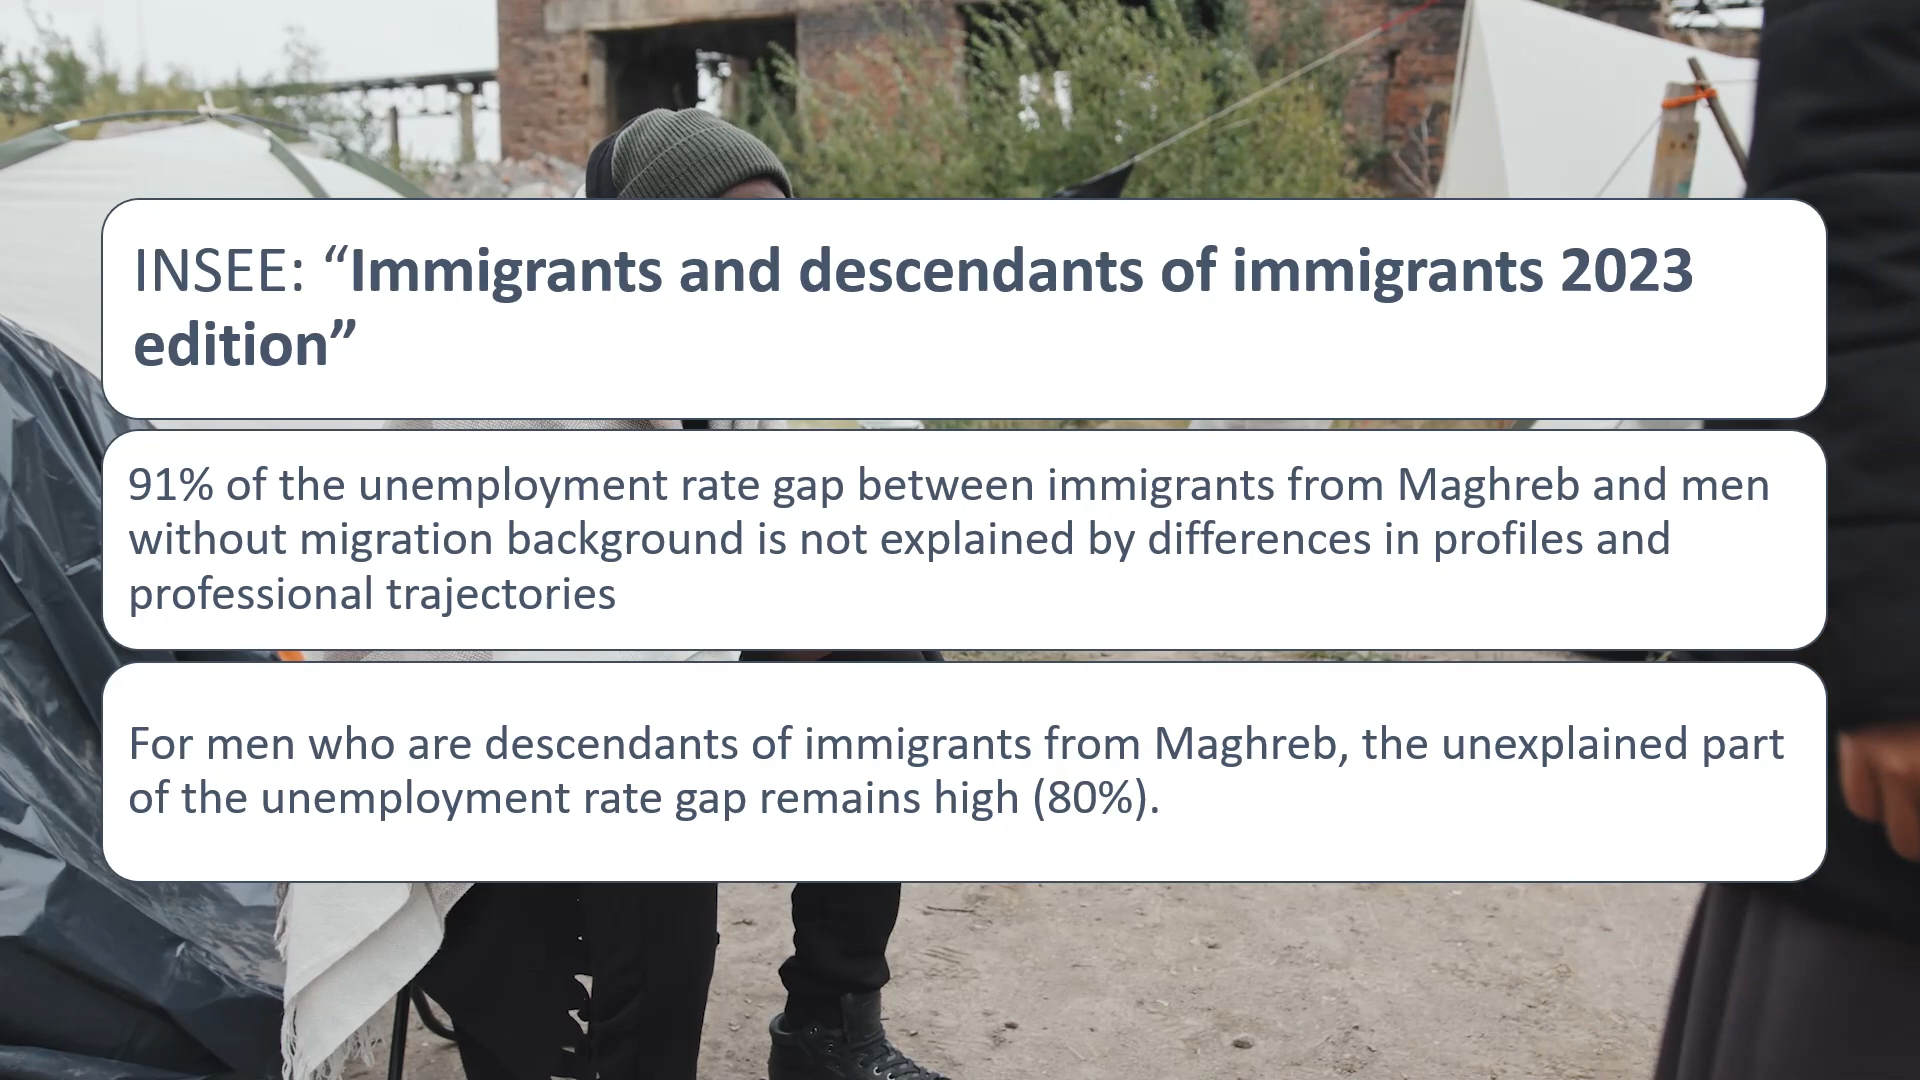 INSEE: “Immigrants and descendants of immigrants 2023
edition”
91% of the unemployment rate gap between immigrants from Maghreb and men
without migration background is not explained by differences in profiles and
professional trajectories
For men who are descendants of immigrants from Maghreb, the unexplained part
of the unemployment rate gap remains high (80%).